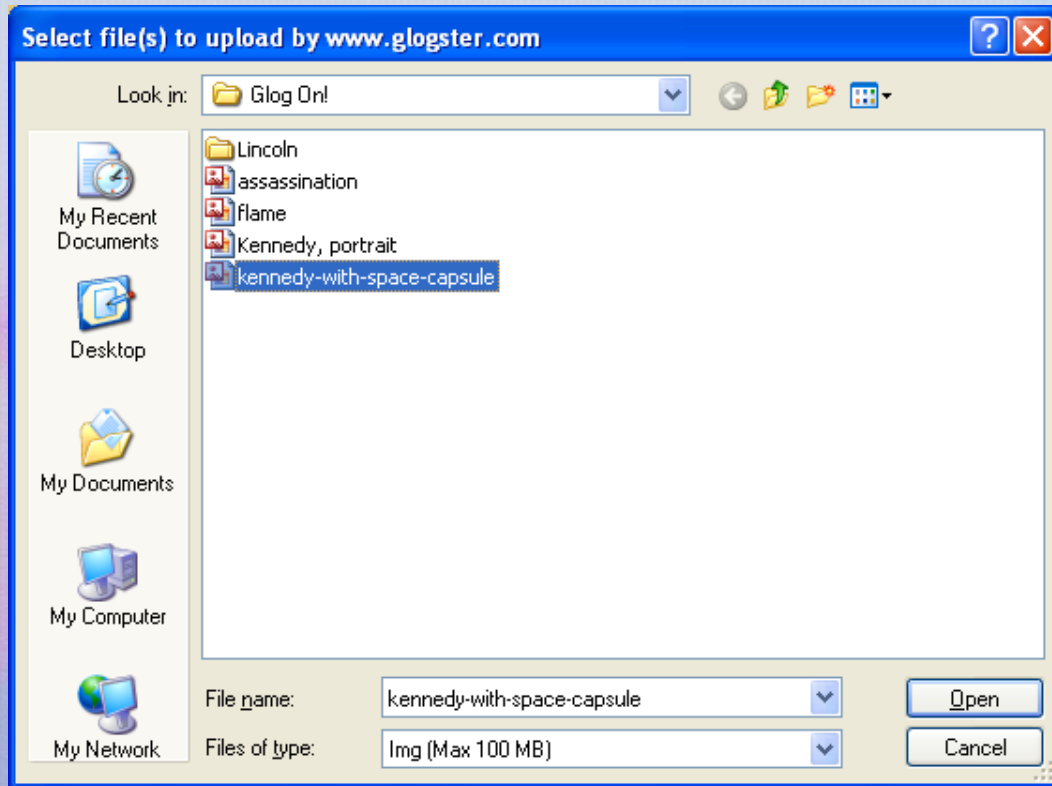 Select file(s) to upload by www.glogster.com
Look in:
Glog On!
My Recent
Documents
Desktop
My Documents
My Computer
My Network
Lincoln
assassination
flame
Kennedy, portrait
kennedy-with-space-capsule
File name:
kennedy-with-space-capsule
Open
Files of type:
Img (Max 100 MB)
Cancel